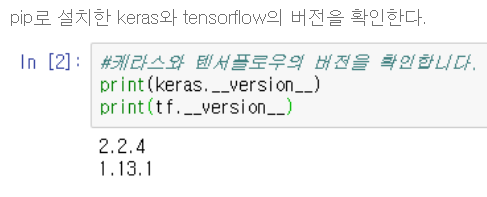 pip로 설치한 keras와 tensorflow의 버전을 확인한다.
In [2]: #케라스와 텐서플로우의 버전을 확인합니다.
print(keras.__version__)
print(tf.__version__)
2.2.4
1.13.1